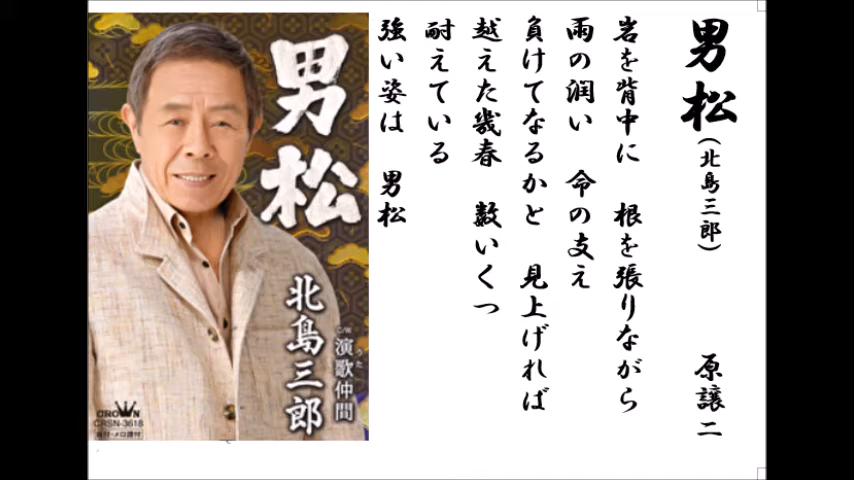 男松（北島三郎）　原譲二
岩を背中に　根を張りながら
雨の潤い　命の支え
負けてなるかと　見上げれば
越えた幾春　数いくつ
耐えている
強い姿は　男松
男松
北島三郎
C/W 演歌仲間
うた
CROWN
CRSN-3618